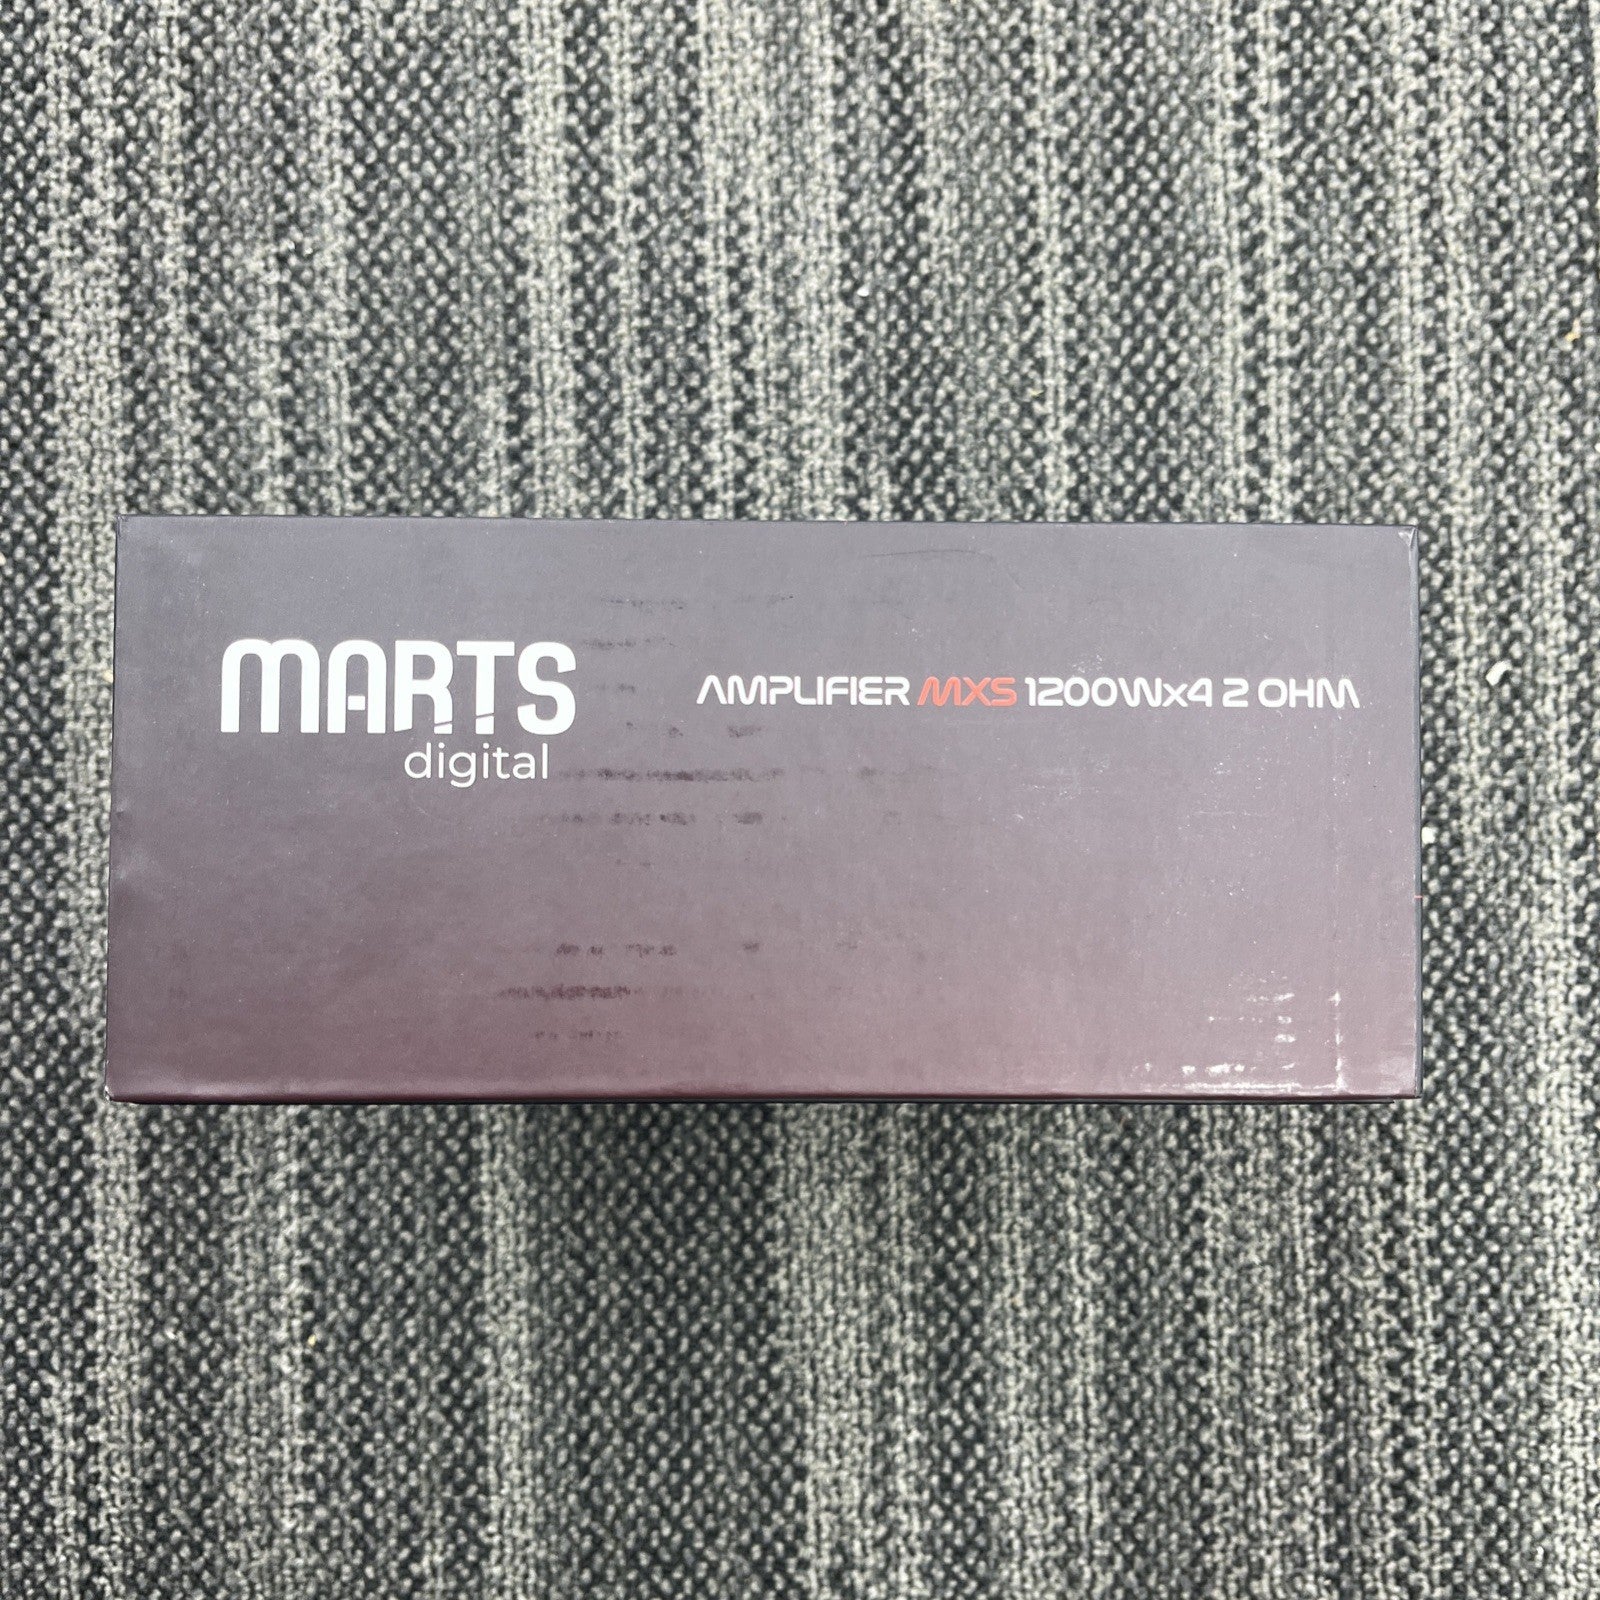 MARTS
digital
AMPLIFIER MXS 1200Wx4 2 OHM